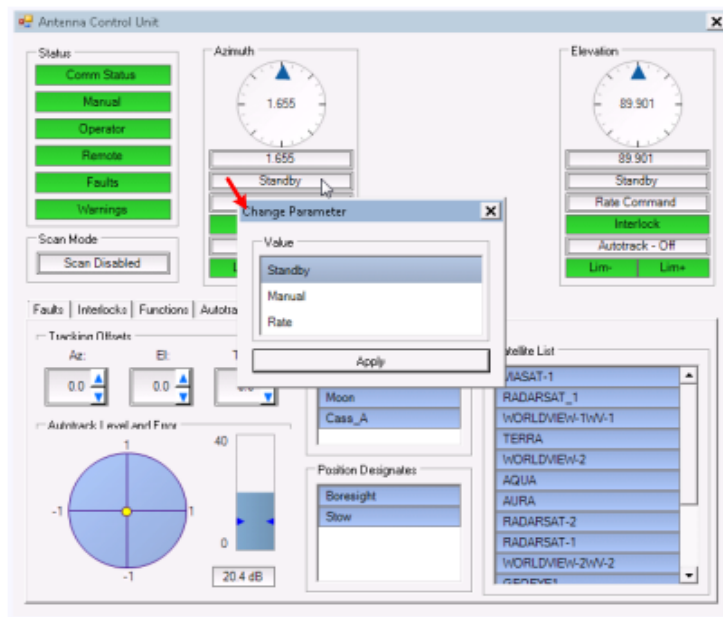 Antenna Control Unit
Status
Comm Status
Manual
Operator
Remote
Faults
Warnings
Scan Mode
Scan Disabled
Azimuth
1.655
1.655
Standby
Elevation
89.901
89.901
Standby
Rate Command
Interlock
Autotrack - Off
Lim- Lim+
Change Parameter
Value
Standby
Manual
Rate
Apply
Faults Interlocks Functions
Tracking Offsets
Az: El:
0.0 0.0 0.0
Autotrack Level and Error
1
-1 1
-1
40
0
20.4 dB
Moon
Cass_A
Position Designates
Boresight
Stow
List
RADARSAT_1
WORLDVIEW-1WV-1
TERRA
WORLDVIEW-2
AQUA
AURA
RADARSAT-2
RADARSAT-1
WORLDVIEW-2WV-2
GEOEYE1